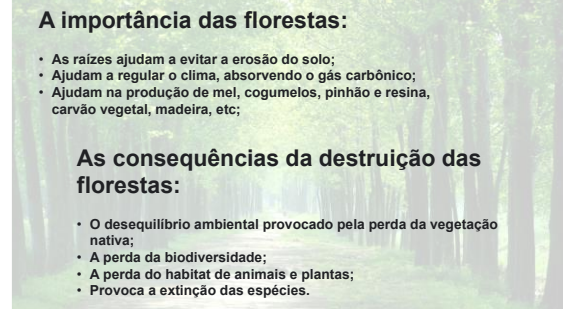 A importância das florestas:
• As raízes ajudam a evitar a erosão do solo;
• Ajudam a regular o clima, absorvendo o gás carbônico;
• Ajudam na produção de mel, cogumelos, pinhão e resina,
carvão vegetal, madeira, etc;
As consequências da destruição das
florestas:
• O desequilíbrio ambiental provocado pela perda da vegetação
nativa;
• A perda da biodiversidade;
• A perda do habitat de animais e plantas;
• Provoca a extinção das espécies.